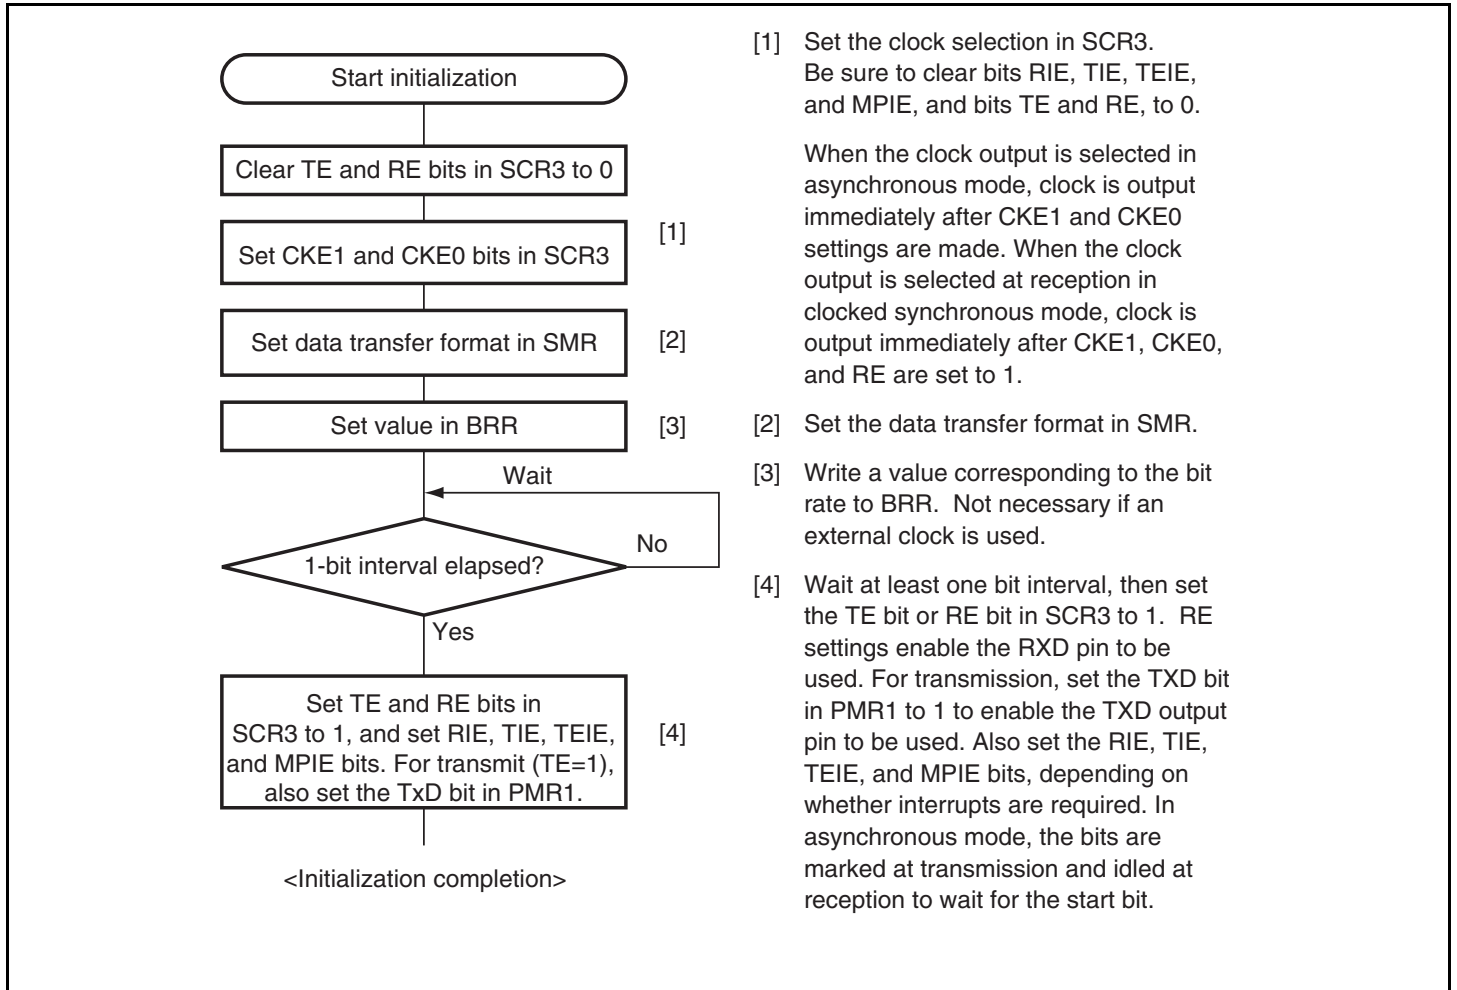 Start initialization
Clear TE and RE bits in SCR3 to 0
Set CKE1 and CKE0 bits in SCR3
[1]
Set data transfer format in SMR
[2]
Set value in BRR
[3]
Wait
1-bit interval elapsed?
No
Yes
Set TE and RE bits in
SCR3 to 1, and set RIE, TIE, TEIE,
and MPIE bits. For transmit (TE=1),
also set the TxD bit in PMR1.
[4]
<Initialization completion>
[1] Set the clock selection in SCR3.
Be sure to clear bits RIE, TIE, TEIE,
and MPIE, and bits TE and RE, to 0.
When the clock output is selected in
asynchronous mode, clock is output
immediately after CKE1 and CKE0
settings are made. When the clock
output is selected at reception in
clocked synchronous mode, clock is
output immediately after CKE1, CKE0,
and RE are set to 1.
[2] Set the data transfer format in SMR.
[3] Write a value corresponding to the bit
rate to BRR. Not necessary if an
external clock is used.
[4] Wait at least one bit interval, then set
the TE bit or RE bit in SCR3 to 1. RE
settings enable the RXD pin to be
used. For transmission, set the TXD bit
in PMR1 to 1 to enable the TXD output
pin to be used. Also set the RIE, TIE,
TEIE, and MPIE bits, depending on
whether interrupts are required. In
asynchronous mode, the bits are
marked at transmission and idled at
reception to wait for the start bit.